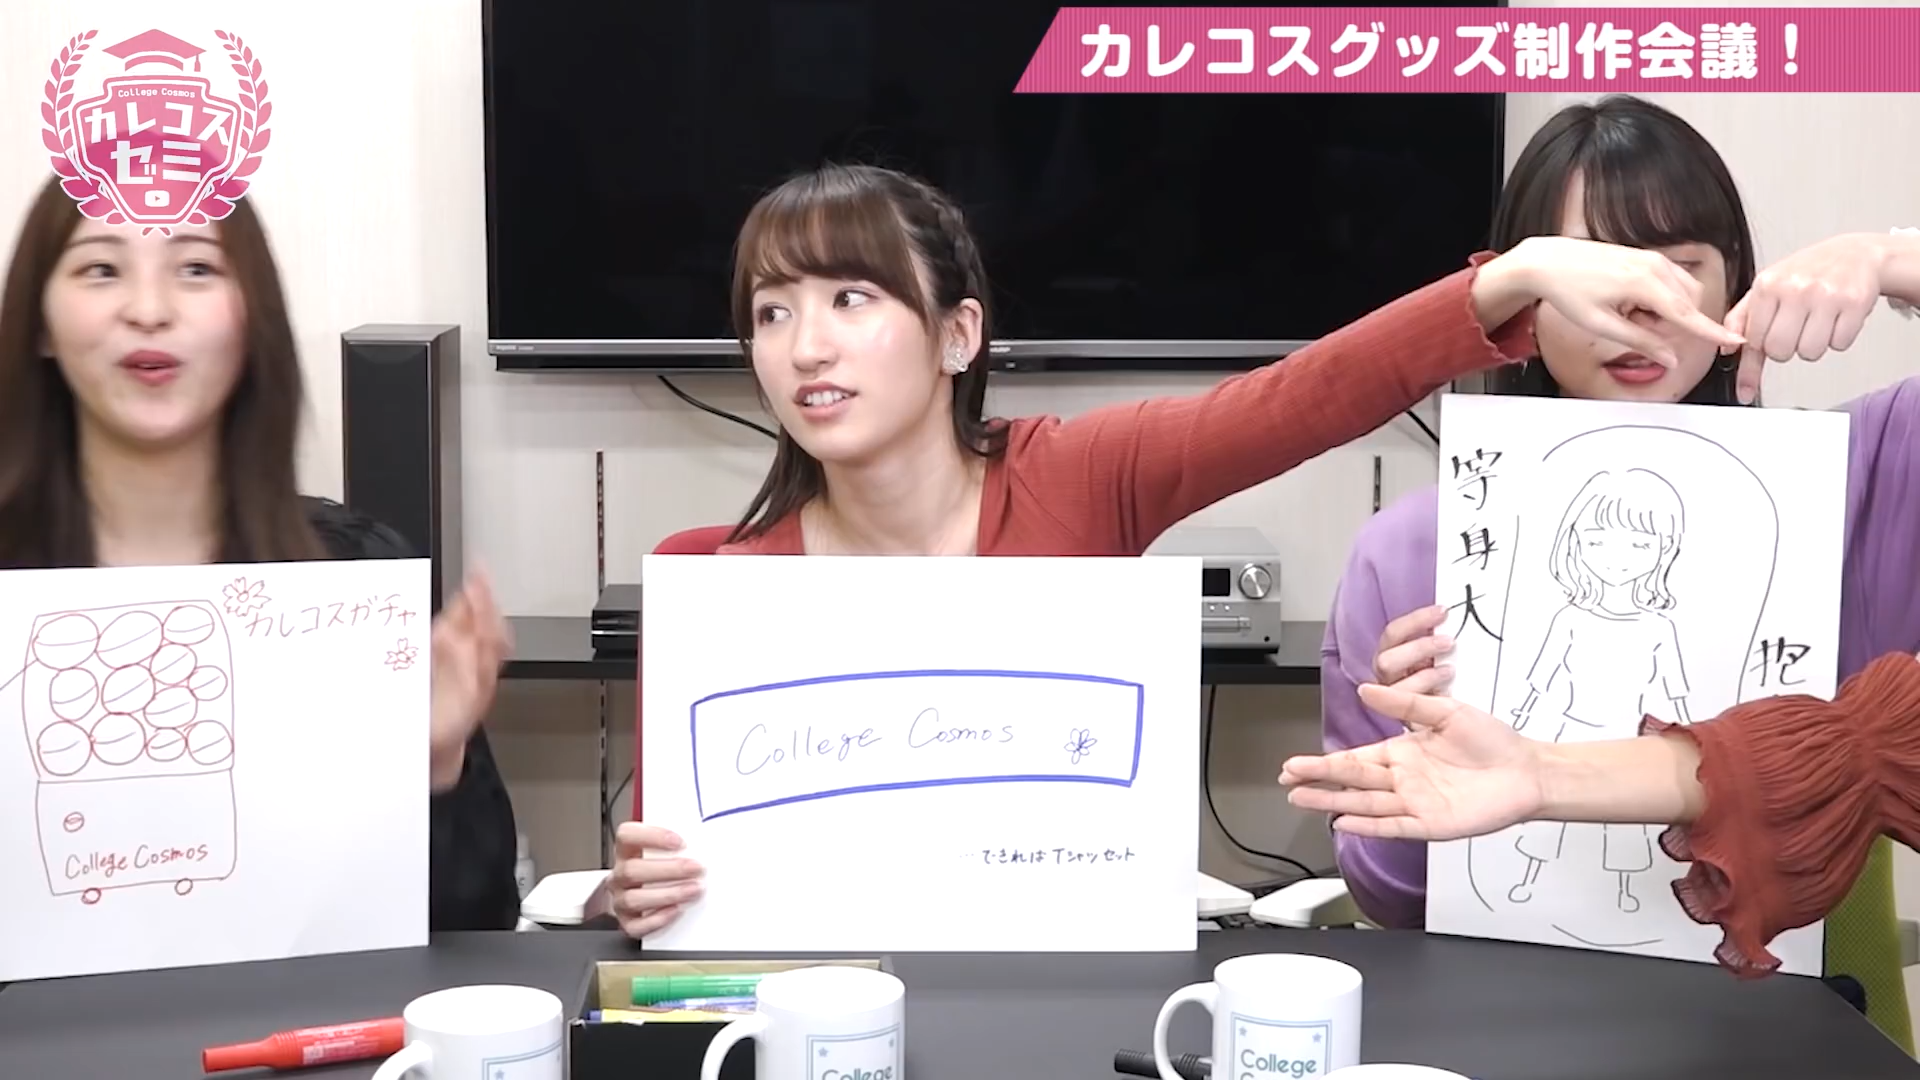 カレコスグッズ制作会議！
College Cosmos
カレコス
ゼミ
カレコスガチャ
College Cosmos
College Cosmos
…できればTシャツセット
等身大
抱
College
College